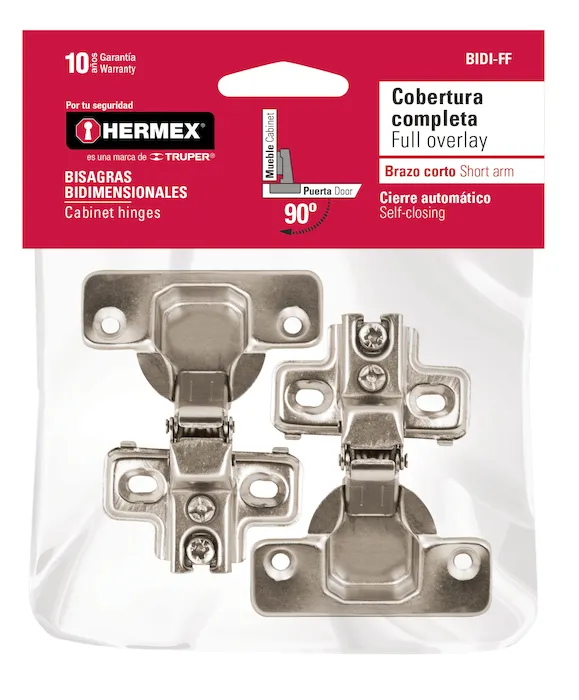 10 años Garantía
Warranty
BIDI-FF
Por tu seguridad
HERMEX®
es una marca de TRUPER®
BISAGRAS
BIDIMENSIONALES
Cabinet hinges
Mueble Cabinet
Puerta Door
90°
Cobertura
completa
Full overlay
Brazo corto Short arm
Cierre automático
Self-closing